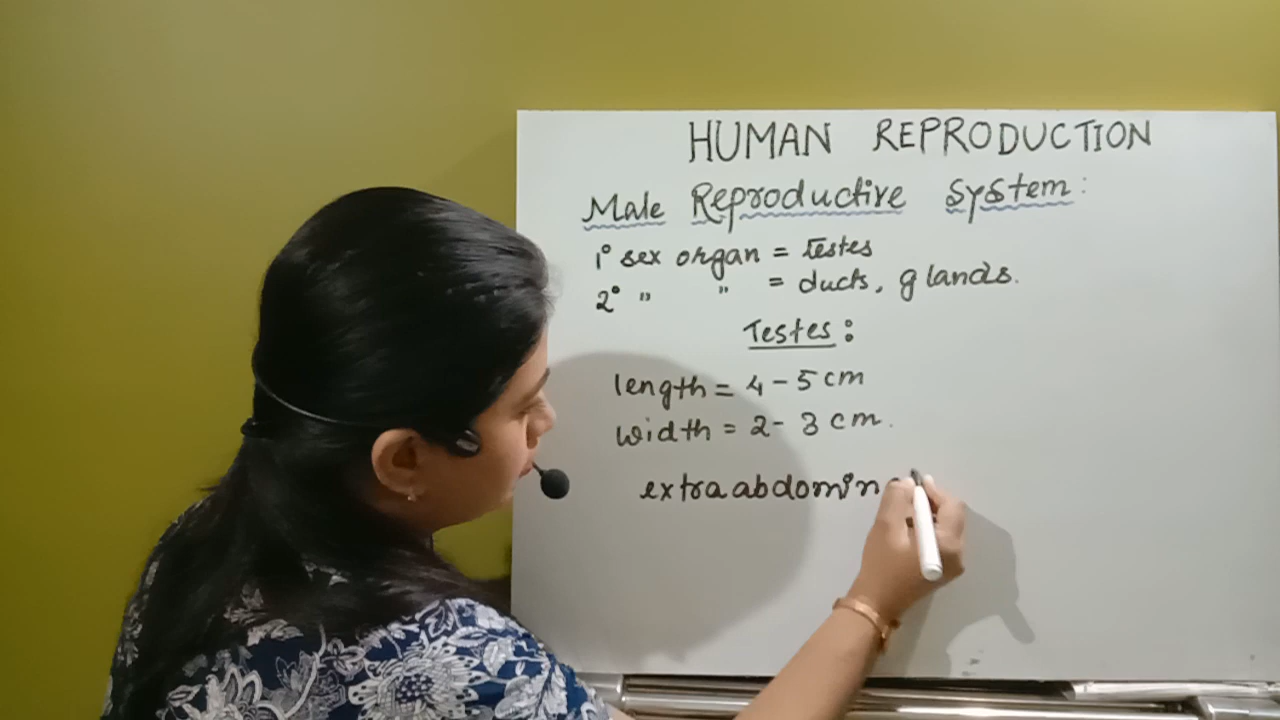 HUMAN REPRODUCTION
Male Reproductive System:
1° sex organ = Testes
2° " " = ducts, glands.
Testes:
length = 4-5 cm
width = 2-3 cm.
extraabdomin